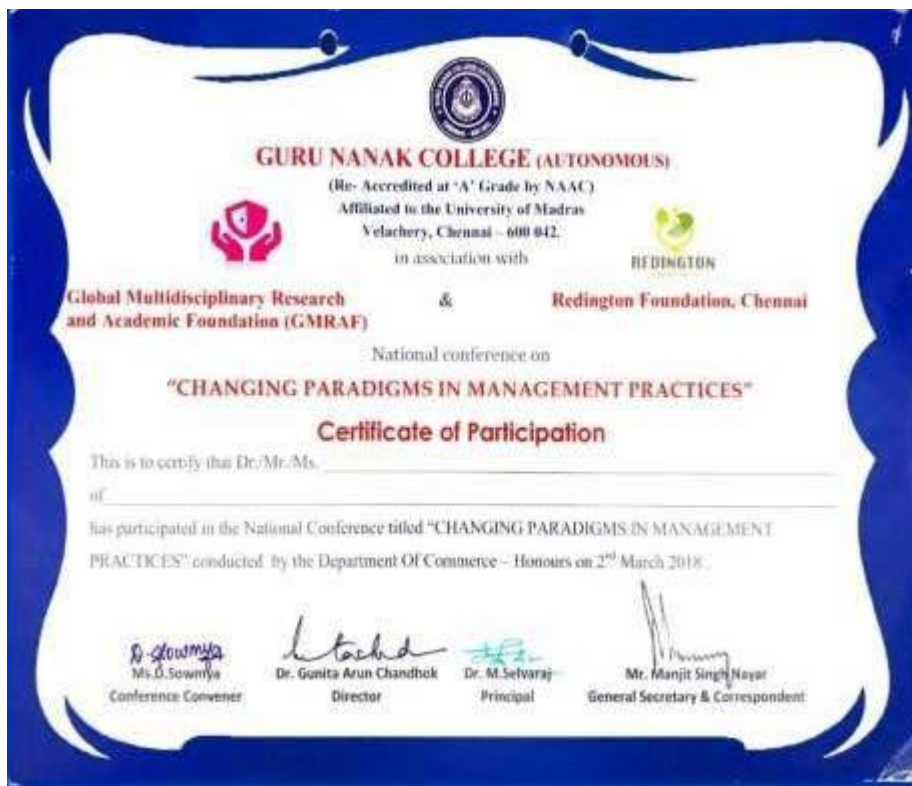 GURU NANAK COLLEGE (AUTONOMOUS)
(Re- Accredited at 'A' Grade by NAAC)
Affiliated to the University of Madras
Velachery, Chennai – 600 042.
in association with
REDINGTON
Global Multidisciplinary Research
and Academic Foundation (GMRAF)
&
Redington Foundation, Chennai
National conference on
"CHANGING PARADIGMS IN MANAGEMENT PRACTICES"
Certificate of Participation
This is to certify that Dr./Mr./Ms.
of
has participated in the National Conference titled "CHANGING PARADIGMS IN MANAGEMENT
PRACTICES" conducted by the Department Of Commerce – Honours on 2nd March 2018.
D. Sowmya
Ms.D.Sowmya
Conference Convener
Dr. Gunita Arun Chandhok
Director
Dr. M.Selvaraj
Principal
Mr. Manjit Singh Nayar
General Secretary & Correspondent